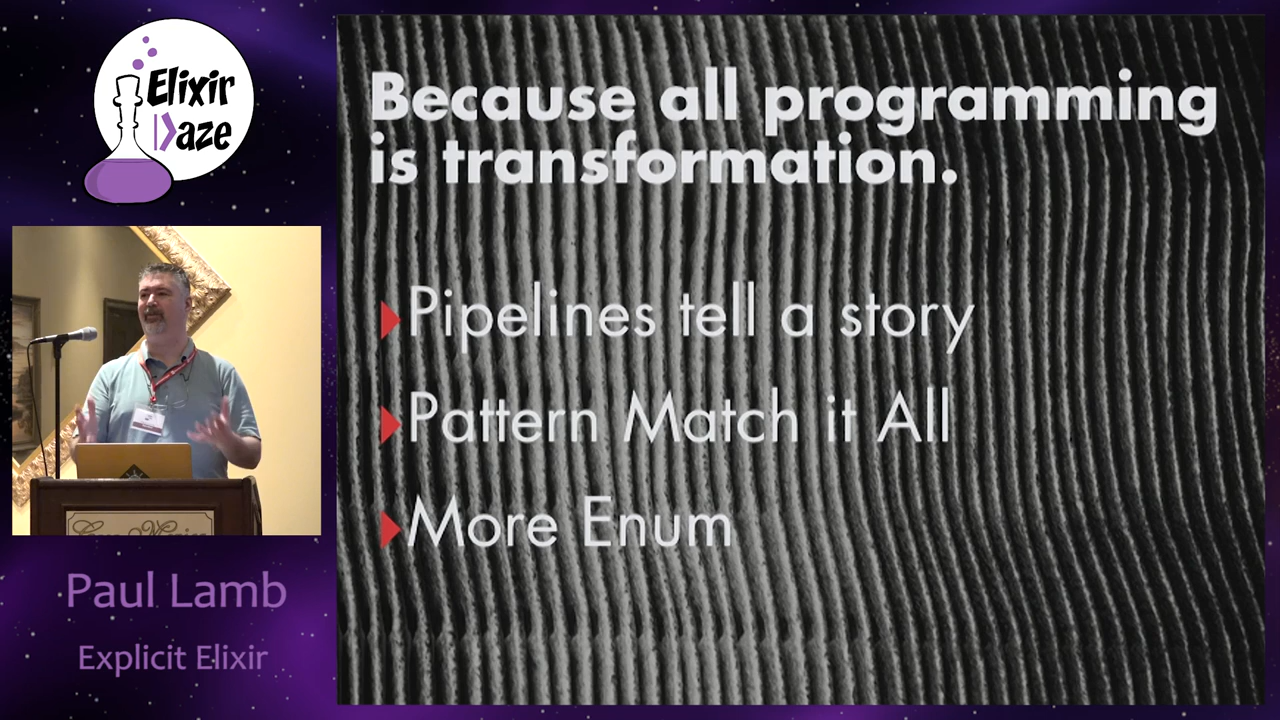 Elixir
Daze
Because all programming
is transformation.
Pipelines tell a story
Pattern Match it All
More Enum
Paul Lamb
Explicit Elixir